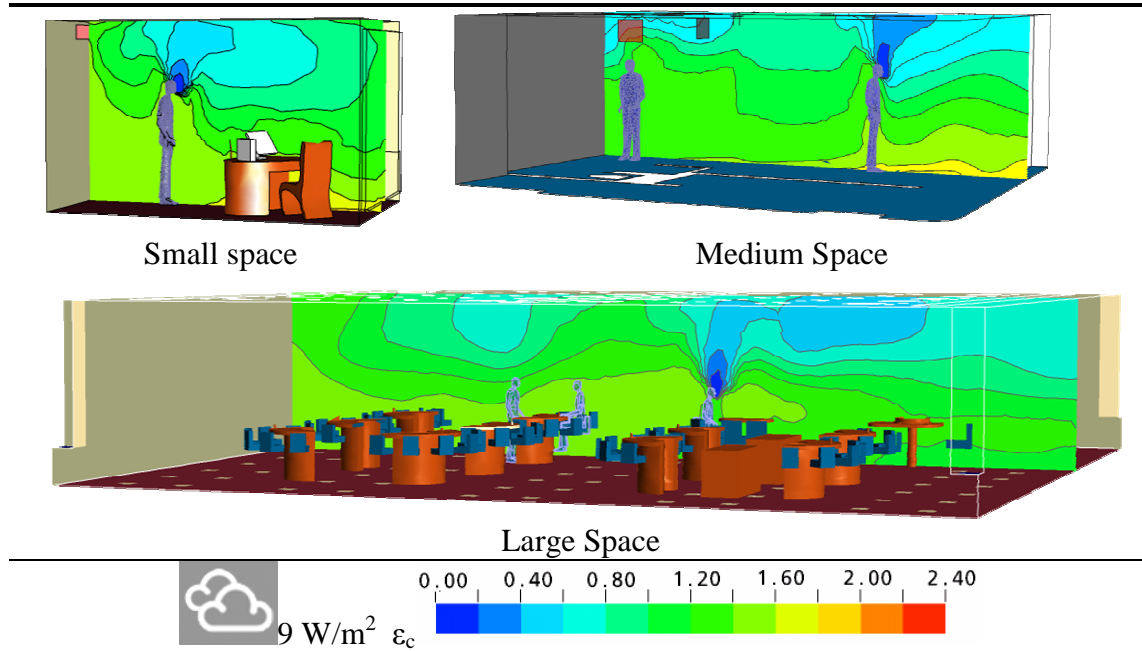 Small space
Medium Space
Large Space
0.00 0.40 0.80 1.20 1.60 2.00 2.40
9 W/m² ε_c